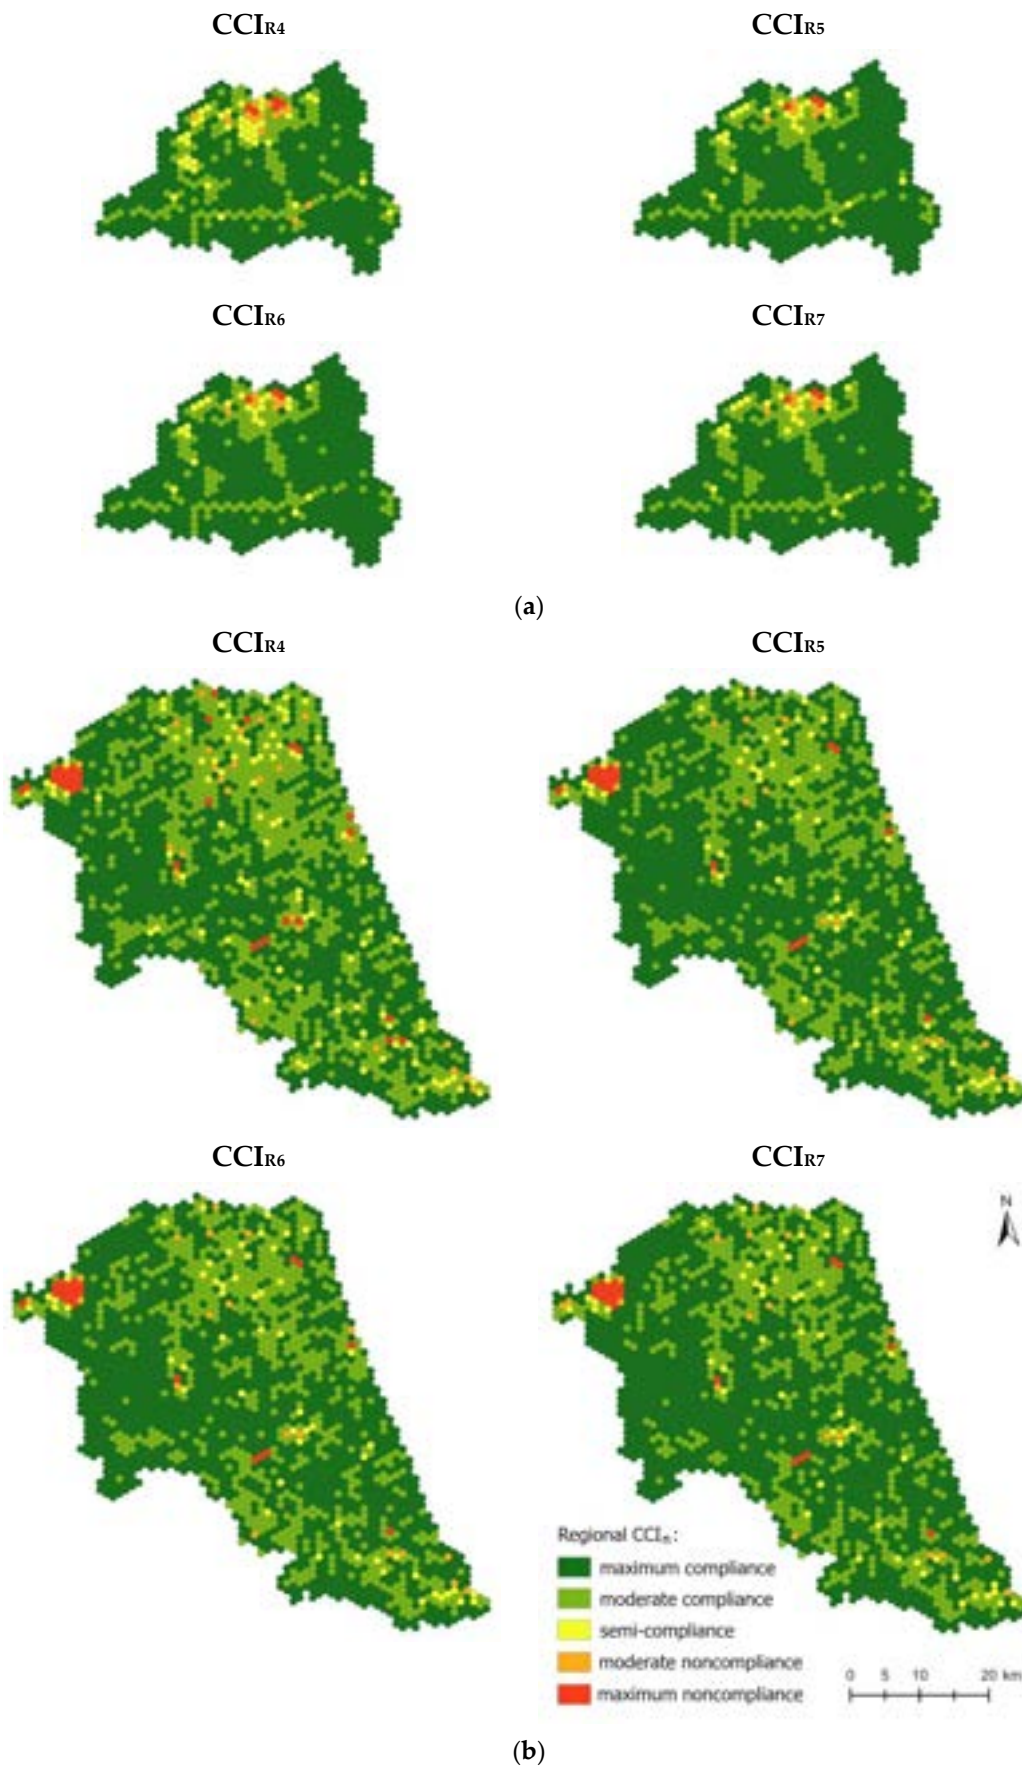 CCIR4 CCIR5
CCIR6 CCIR7
(a)
CCIR4 CCIR5
CCIR6 CCIR7
N
Regional CCIn:
maximum compliance
moderate compliance
semi-compliance
moderate noncompliance
maximum noncompliance
0 5 10 20 km
(b)